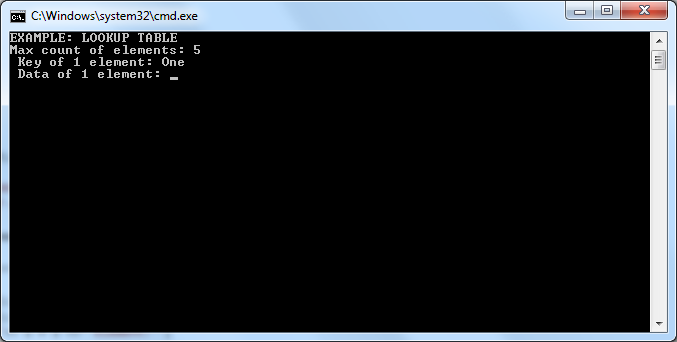 C:\Windows\system32\cmd.exe
EXAMPLE: LOOKUP TABLE
Max count of elements: 5
Key of 1 element: One
Data of 1 element: _